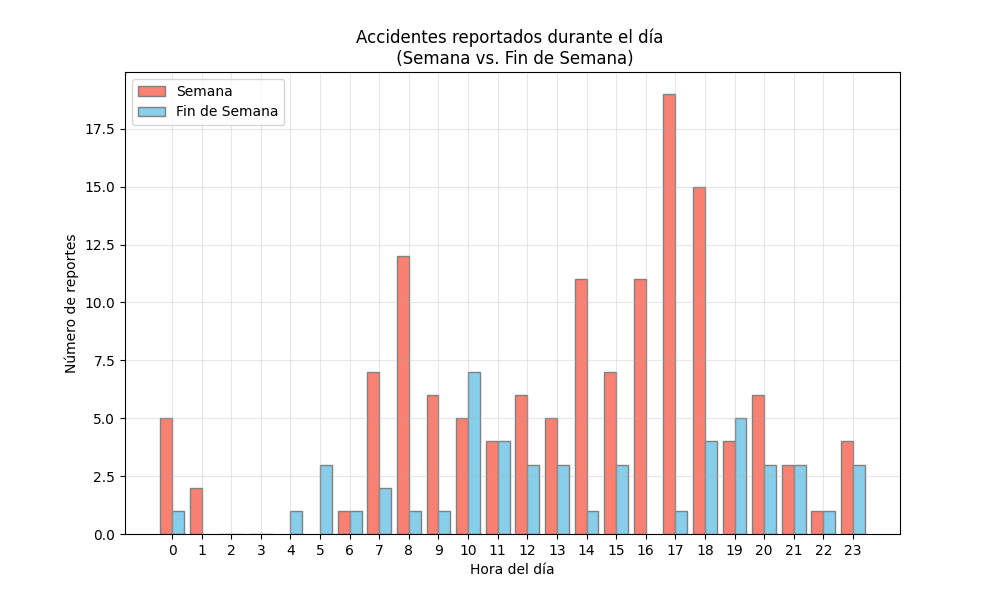 Accidentes reportados durante el día
(Semana vs. Fin de Semana)
Semana
Fin de Semana
Número de reportes
17.5
15.0
12.5
10.0
7.5
5.0
2.5
0.0
0 1 2 3 4 5 6 7 8 9 10 11 12 13 14 15 16 17 18 19 20 21 22 23
Hora del día